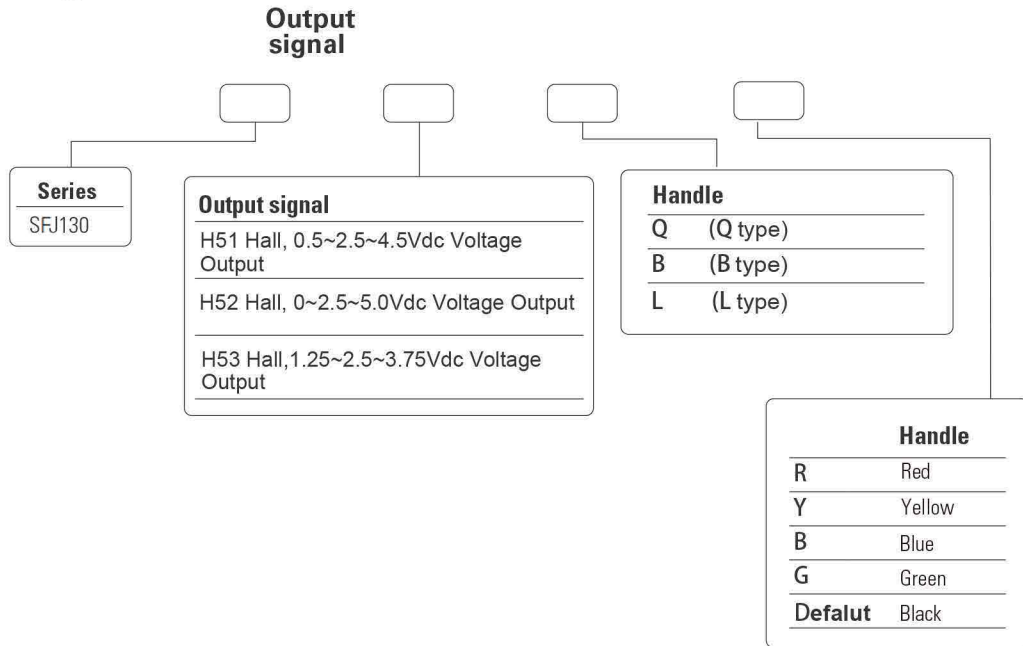 Output
signal
Series
SFJ130
Output signal
H51 Hall, 0.5~2.5~4.5Vdc Voltage
Output
H52 Hall, 0~2.5~5.0Vdc Voltage Output
H53 Hall,1.25~2.5~3.75Vdc Voltage
Output
Handle
Q (Q type)
B (B type)
L (L type)
Handle
R Red
Y Yellow
B Blue
G Green
Defalut Black